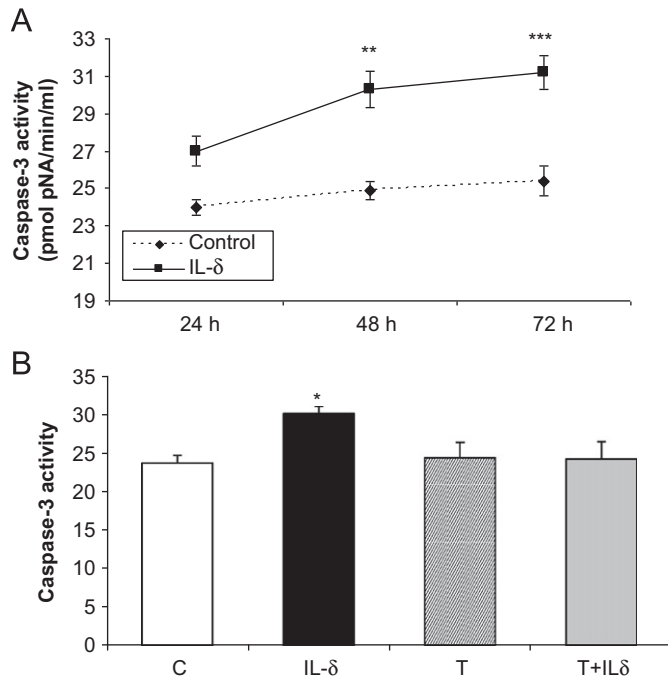 A
Caspase-3 activity
(pmol pNA/min/ml)
33
31
29
27
25
23
21
19
**
***
Control
IL-δ
24 h
48 h
72 h
B
Caspase-3 activity
35
30
25
20
15
10
5
0
*
C
IL-δ
T
T+ILδ